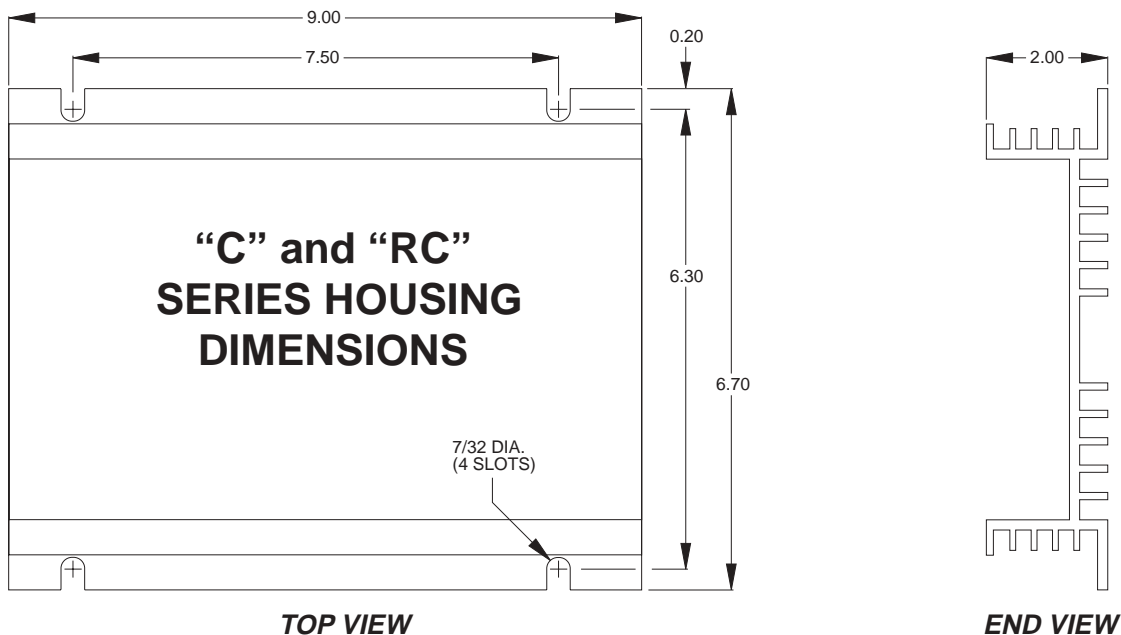 9.00
7.50
0.20
2.00
“C” and “RC”
SERIES HOUSING
DIMENSIONS
6.30
6.70
7/32 DIA.
(4 SLOTS)
TOP VIEW
END VIEW